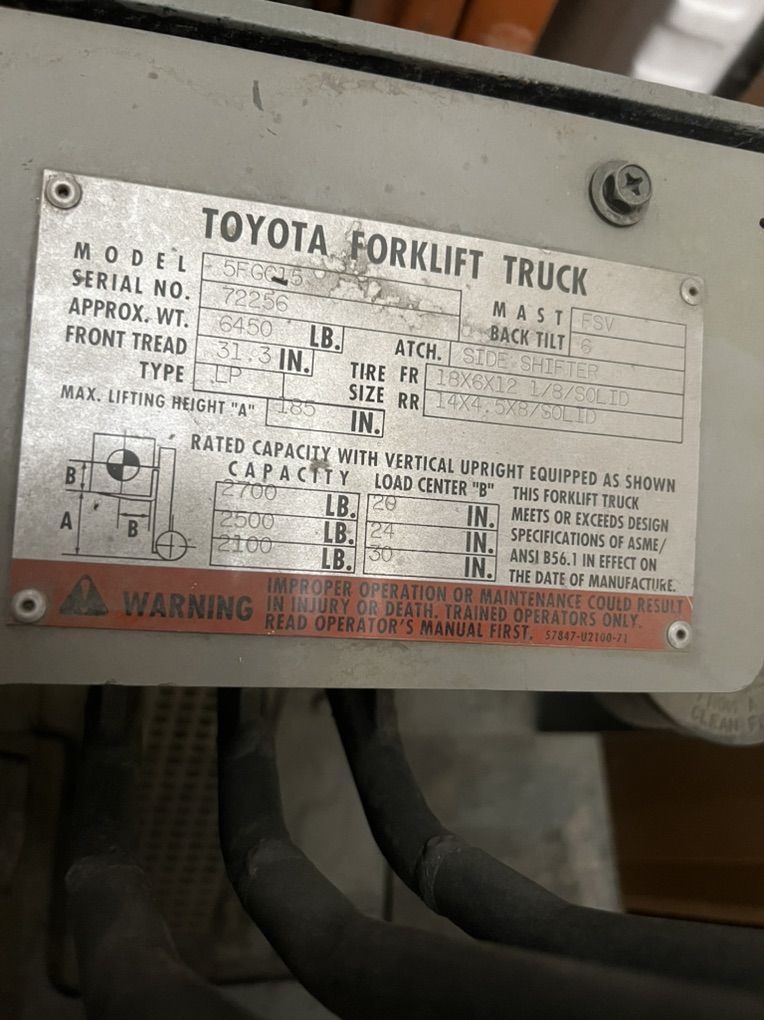 TOYOTA FORKLIFT TRUCK
MODEL 5FGC15
SERIAL NO. 72256
MAST FSV
APPROX. WT. 6450 LB.
BACK TILT 6
FRONT TREAD 31.3 IN.
ATCH. SIDE SHIFTER
TYPE LP
TIRE SIZE FR 18X6X12 1/8/SOLID
RR 14X4.5X8/SOLID
MAX. LIFTING HEIGHT "A" 185 IN.
RATED CAPACITY WITH VERTICAL UPRIGHT EQUIPPED AS SHOWN
CAPACITY LOAD CENTER "B"
2700 LB. 20 IN.
2500 LB. 24 IN.
2100 LB. 30 IN.
THIS FORKLIFT TRUCK
MEETS OR EXCEEDS DESIGN
SPECIFICATIONS OF ASME/
ANSI B56.1 IN EFFECT ON
THE DATE OF MANUFACTURE.
B
A
B
WARNING
IMPROPER OPERATION OR MAINTENANCE COULD RESULT
IN INJURY OR DEATH. TRAINED OPERATORS ONLY.
READ OPERATOR'S MANUAL FIRST. 57847-U2100-71
CLEAN